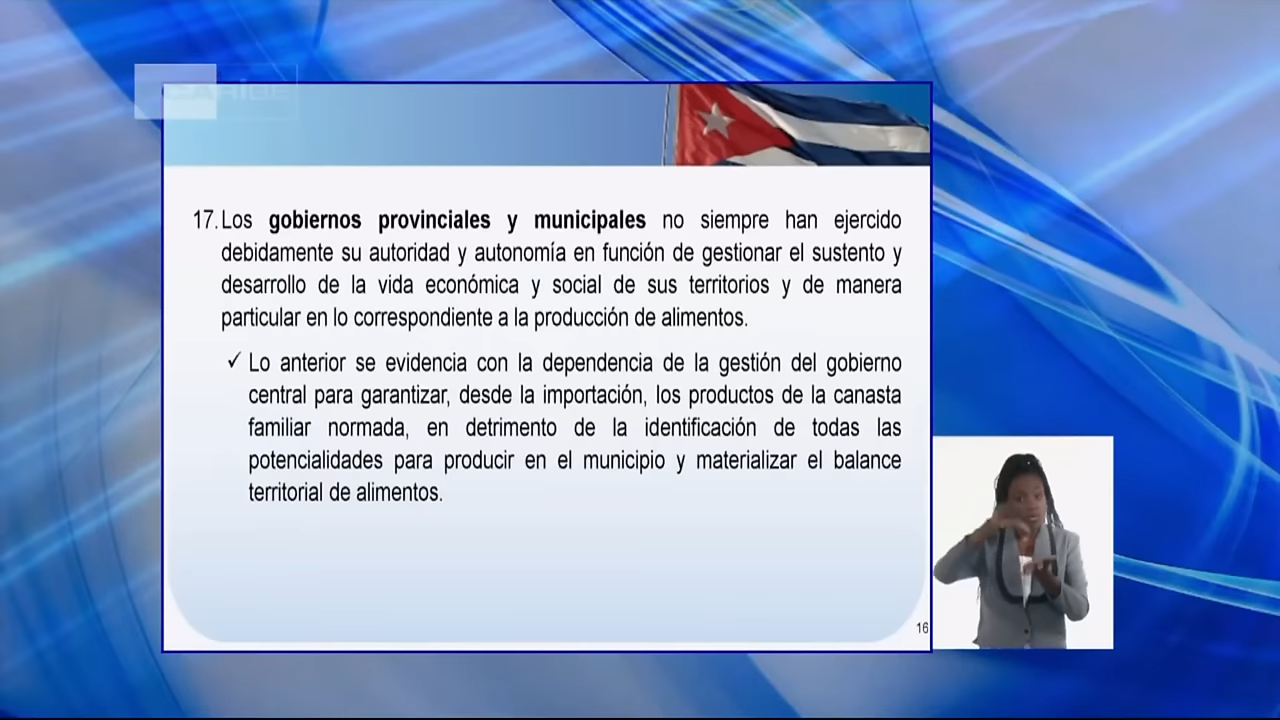 CARIBE
17. Los gobiernos provinciales y municipales no siempre han ejercido
debidamente su autoridad y autonomía en función de gestionar el sustento y
desarrollo de la vida económica y social de sus territorios y de manera
particular en lo correspondiente a la producción de alimentos.
✓ Lo anterior se evidencia con la dependencia de la gestión del gobierno
central para garantizar, desde la importación, los productos de la canasta
familiar normada, en detrimento de la identificación de todas las
potencialidades para producir en el municipio y materializar el balance
territorial de alimentos.
16